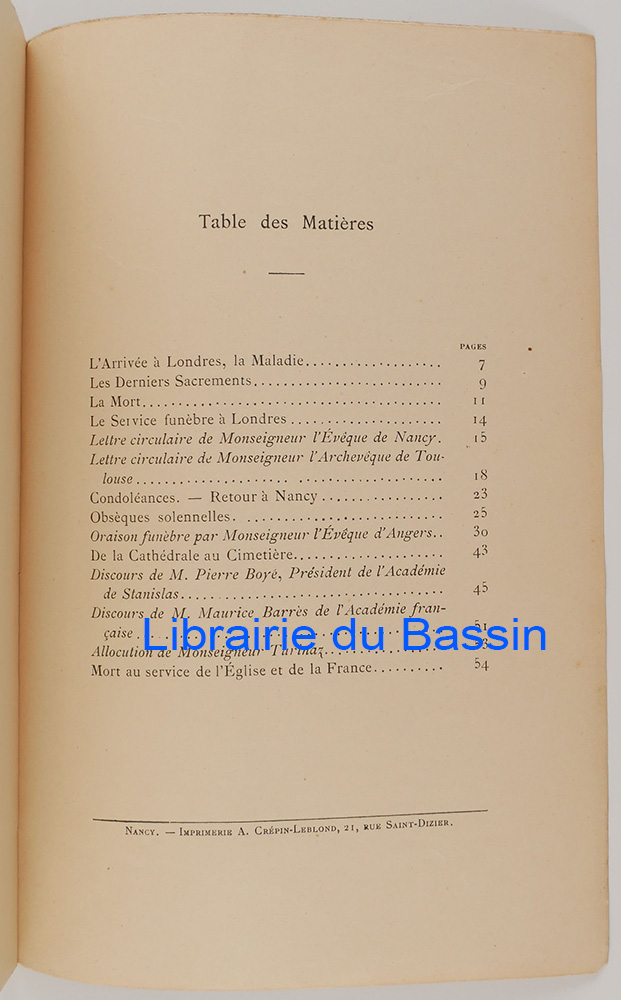 Table des Matières
PAGES
L'Arrivée à Londres, la Maladie................... 7
Les Derniers Sacrements.......................... 9
La Mort......................................... 11
Le Service funèbre à Londres ..................... 14
Lettre circulaire de Monseigneur l'Évêque de Nancy. 15
Lettre circulaire de Monseigneur l'Archevêque de Tou-
louse.......................................... 18
Condoléances. — Retour à Nancy ................. 23
Obsèques solennelles. ........................... 25
Oraison funèbre par Monseigneur l'Évêque d'Angers.. 30
De la Cathédrale au Cimetière.................... 43
Discours de M. Pierre Boyé, Président de l'Académie
de Stanislas.................................... 45
Discours de M. Maurice Barrès de l'Académie fran-
çaise.......................................... 51
Librairie du Bassin
Allocution de Monseigneur Turinaz................
Mort au service de l'Église et de la France.......... 54
Nancy. — Imprimerie A. Crépin-Leblond, 21, rue Saint-Dizier.